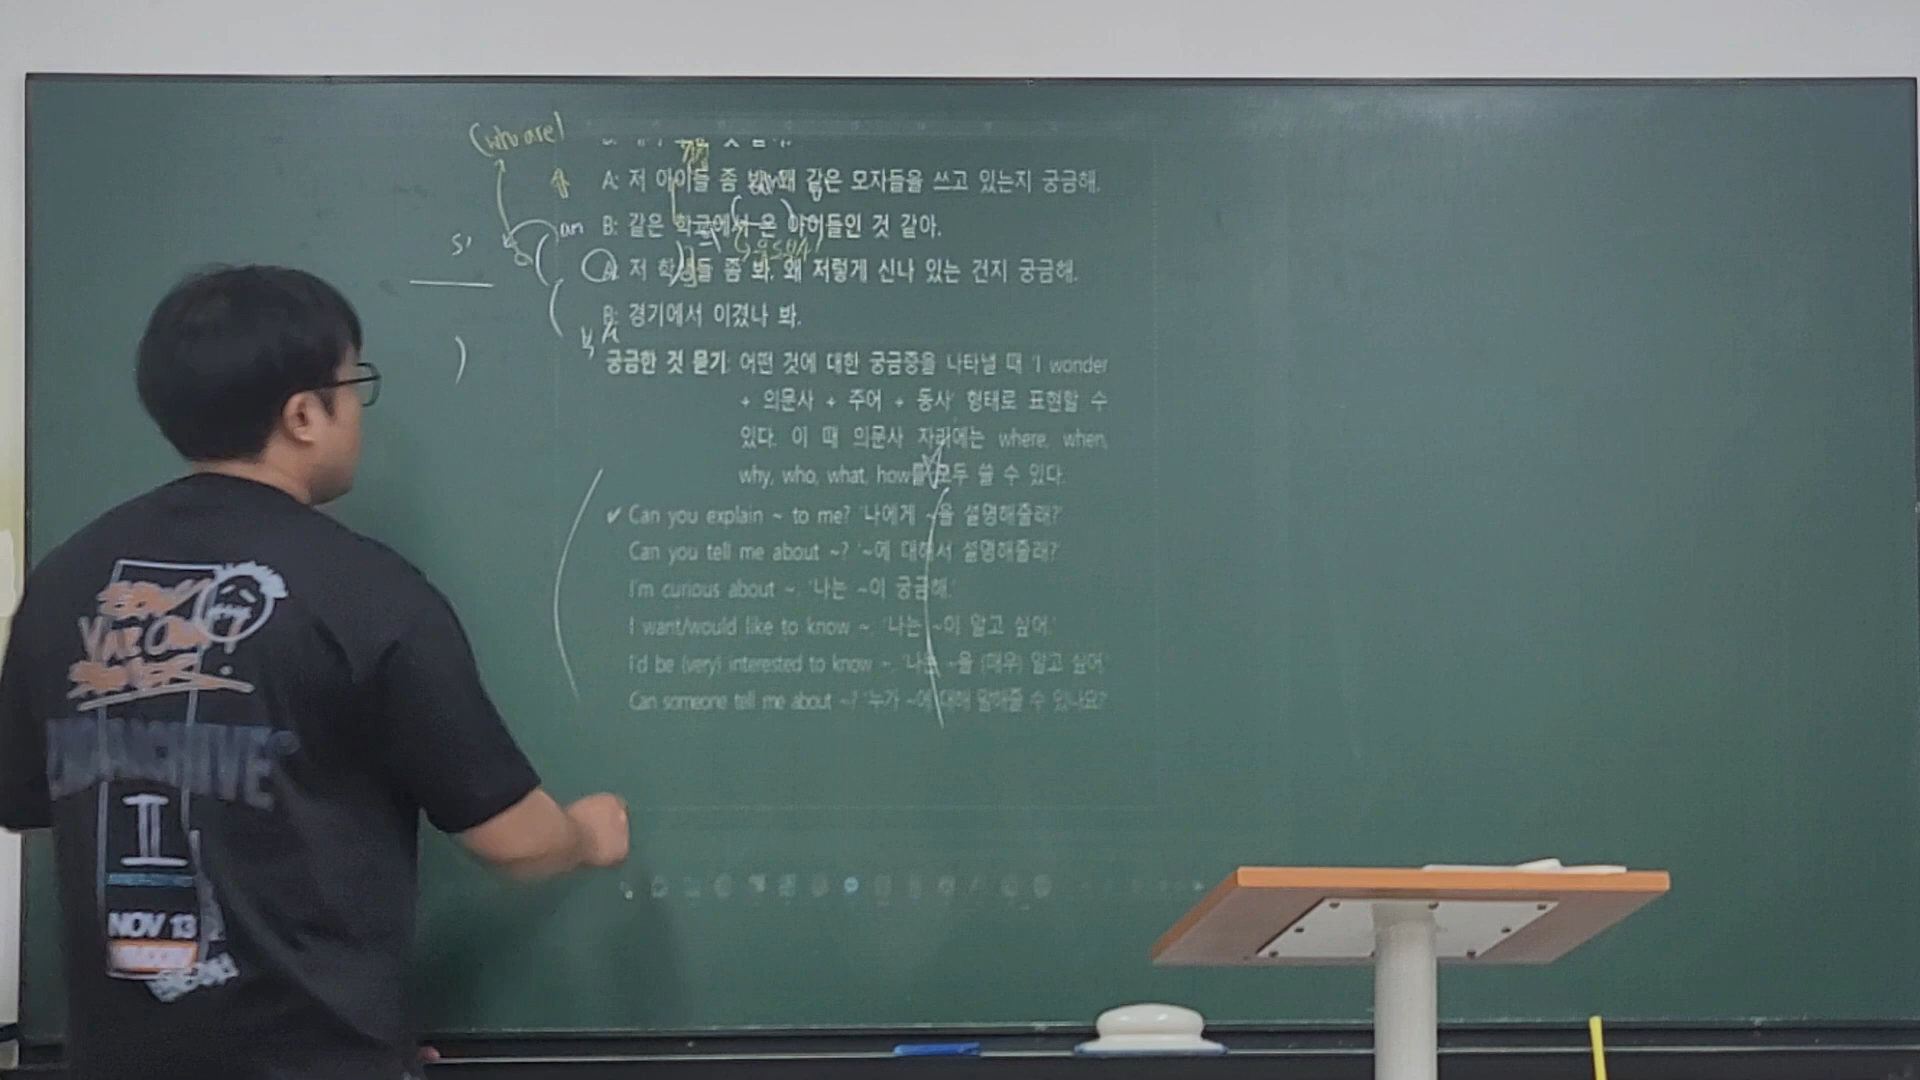 (who are)
A: 저 아이들 좀 봐. 왜 같은 모자들을 쓰고 있는지 궁금해.
an
B: 같은 학교에서 온 아이들인 것 같아.
S'
A: 저 학생들 좀 봐. 왜 저렇게 신나 있는 건지 궁금해.
B: 경기에서 이겼나 봐.
궁금한 것 묻기: 어떤 것에 대한 궁금증을 나타낼 때 'I wonder
+ 의문사 + 주어 + 동사' 형태로 표현할 수
있다. 이 때 의문사 자리에는 where, when,
why, who, what, how를 모두 쓸 수 있다.
✔ Can you explain ~ to me? '나에게 ~을 설명해줄래?'
Can you tell me about ~? '~에 대해서 설명해줄래?'
I'm curious about ~. '나는 ~이 궁금해.'
I want/would like to know ~. '나는 ~이 알고 싶어.'
I'd be (very) interested to know ~. '나는 ~을 (매우) 알고 싶어.'
Can someone tell me about ~? '누가 ~에 대해 말해줄 수 있나요?'
II
NOV 13